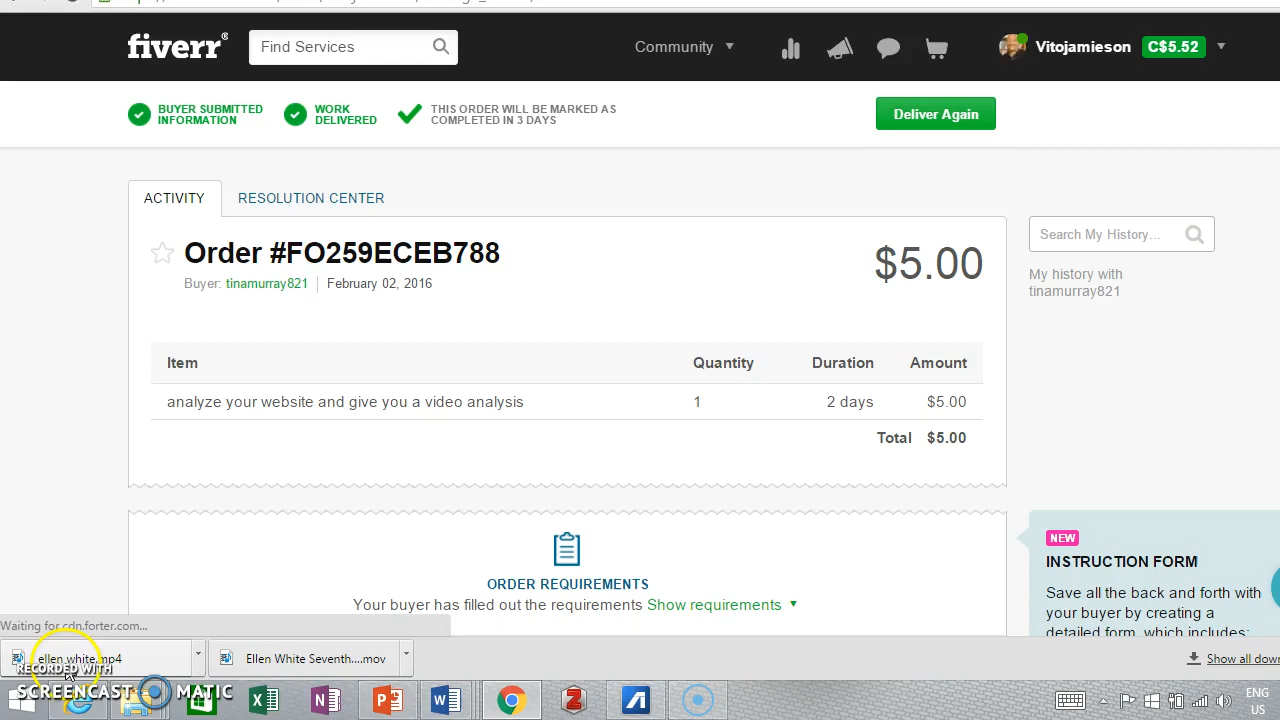 fiverr®
Find Services
Community
Vitojamieson
C$5.52
BUYER SUBMITTED
INFORMATION
WORK
DELIVERED
THIS ORDER WILL BE MARKED AS
COMPLETED IN 3 DAYS
Deliver Again
ACTIVITY
RESOLUTION CENTER
Order #FO259ECEB788
$5.00
Buyer: tinamurray821
February 02, 2016
Search My History...
My history with
tinamurray821
Item Quantity Duration Amount
analyze your website and give you a video analysis 1 2 days $5.00
Total $5.00
ORDER REQUIREMENTS
Your buyer has filled out the requirements Show requirements
NEW
INSTRUCTION FORM
Save all the back and forth with
your buyer by creating a
detailed form, which includes:
Waiting for cdn.forter.com...
ellen white.mp4
Ellen White Seventh....mov
Show all down
RECORDED WITH
SCREENCAST MATIC
ENG
US